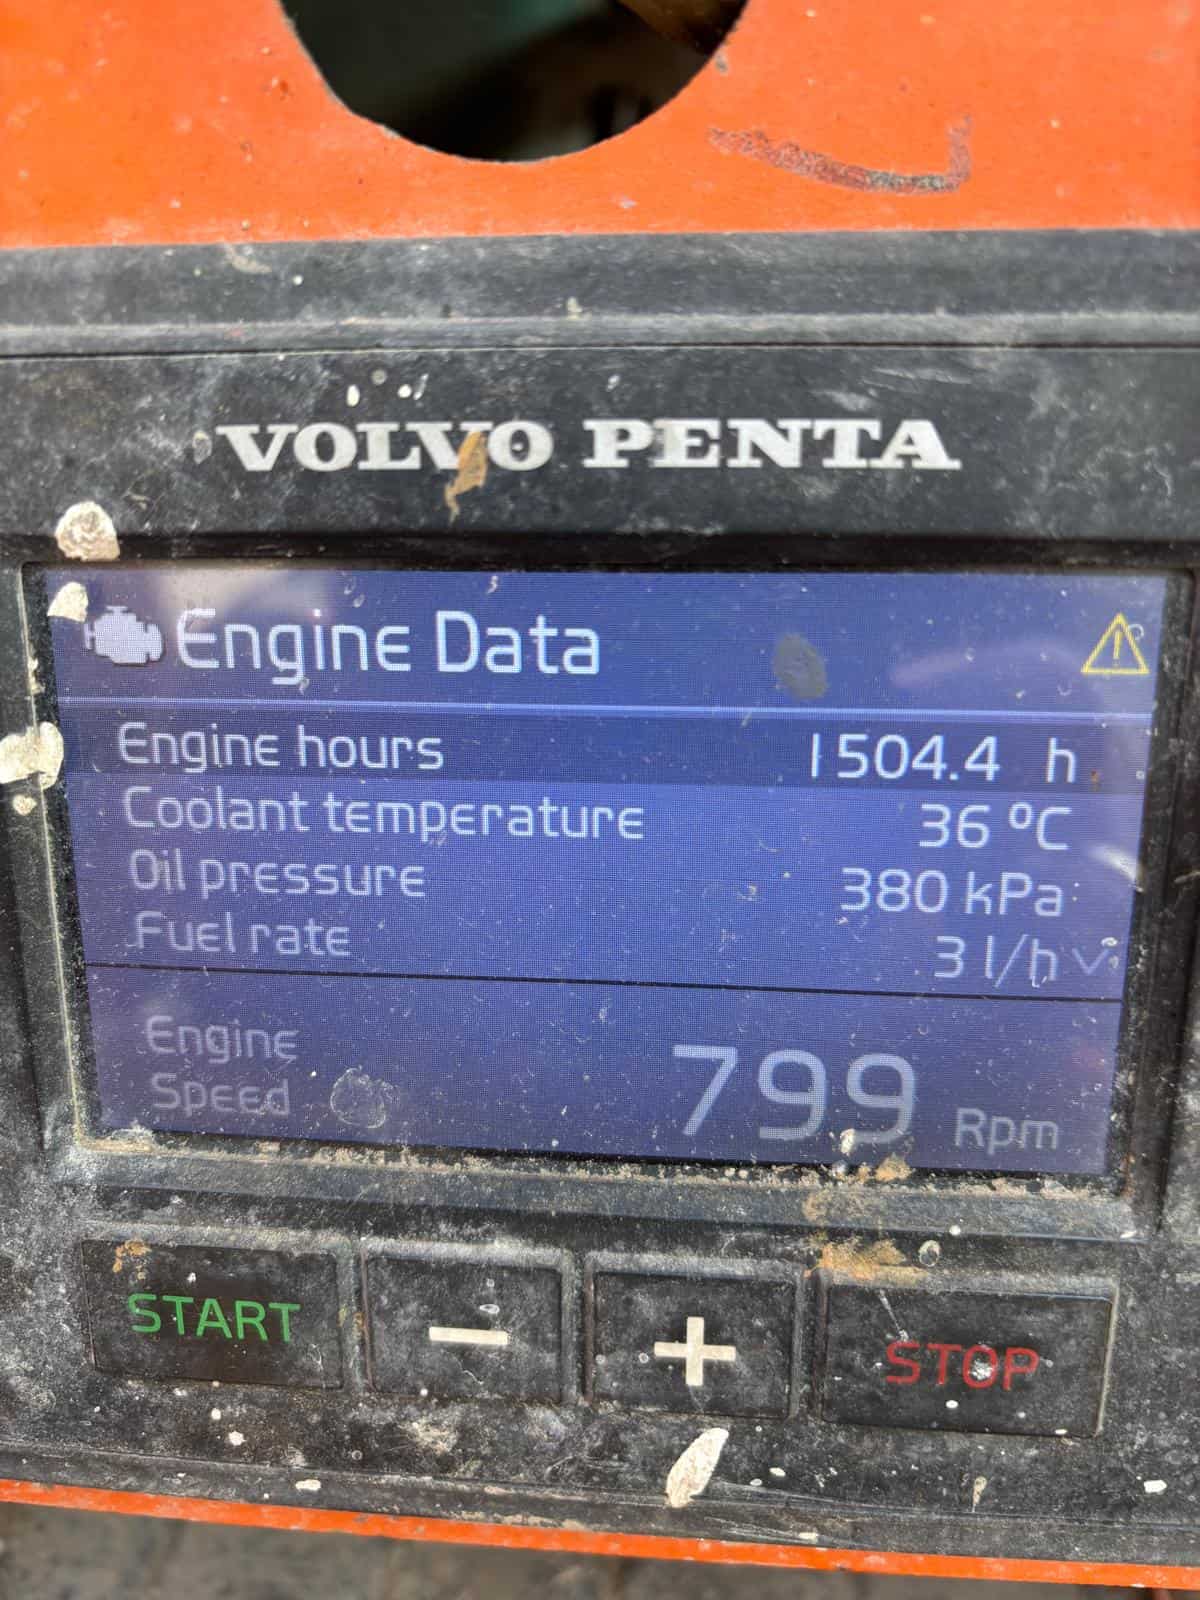 VOLVO PENTA
Engine Data
Engine hours 1504.4 h
Coolant temperature 36 °C
Oil pressure 380 kPa
Fuel rate 3 l/h
Engine
Speed 799 Rpm
START − + STOP